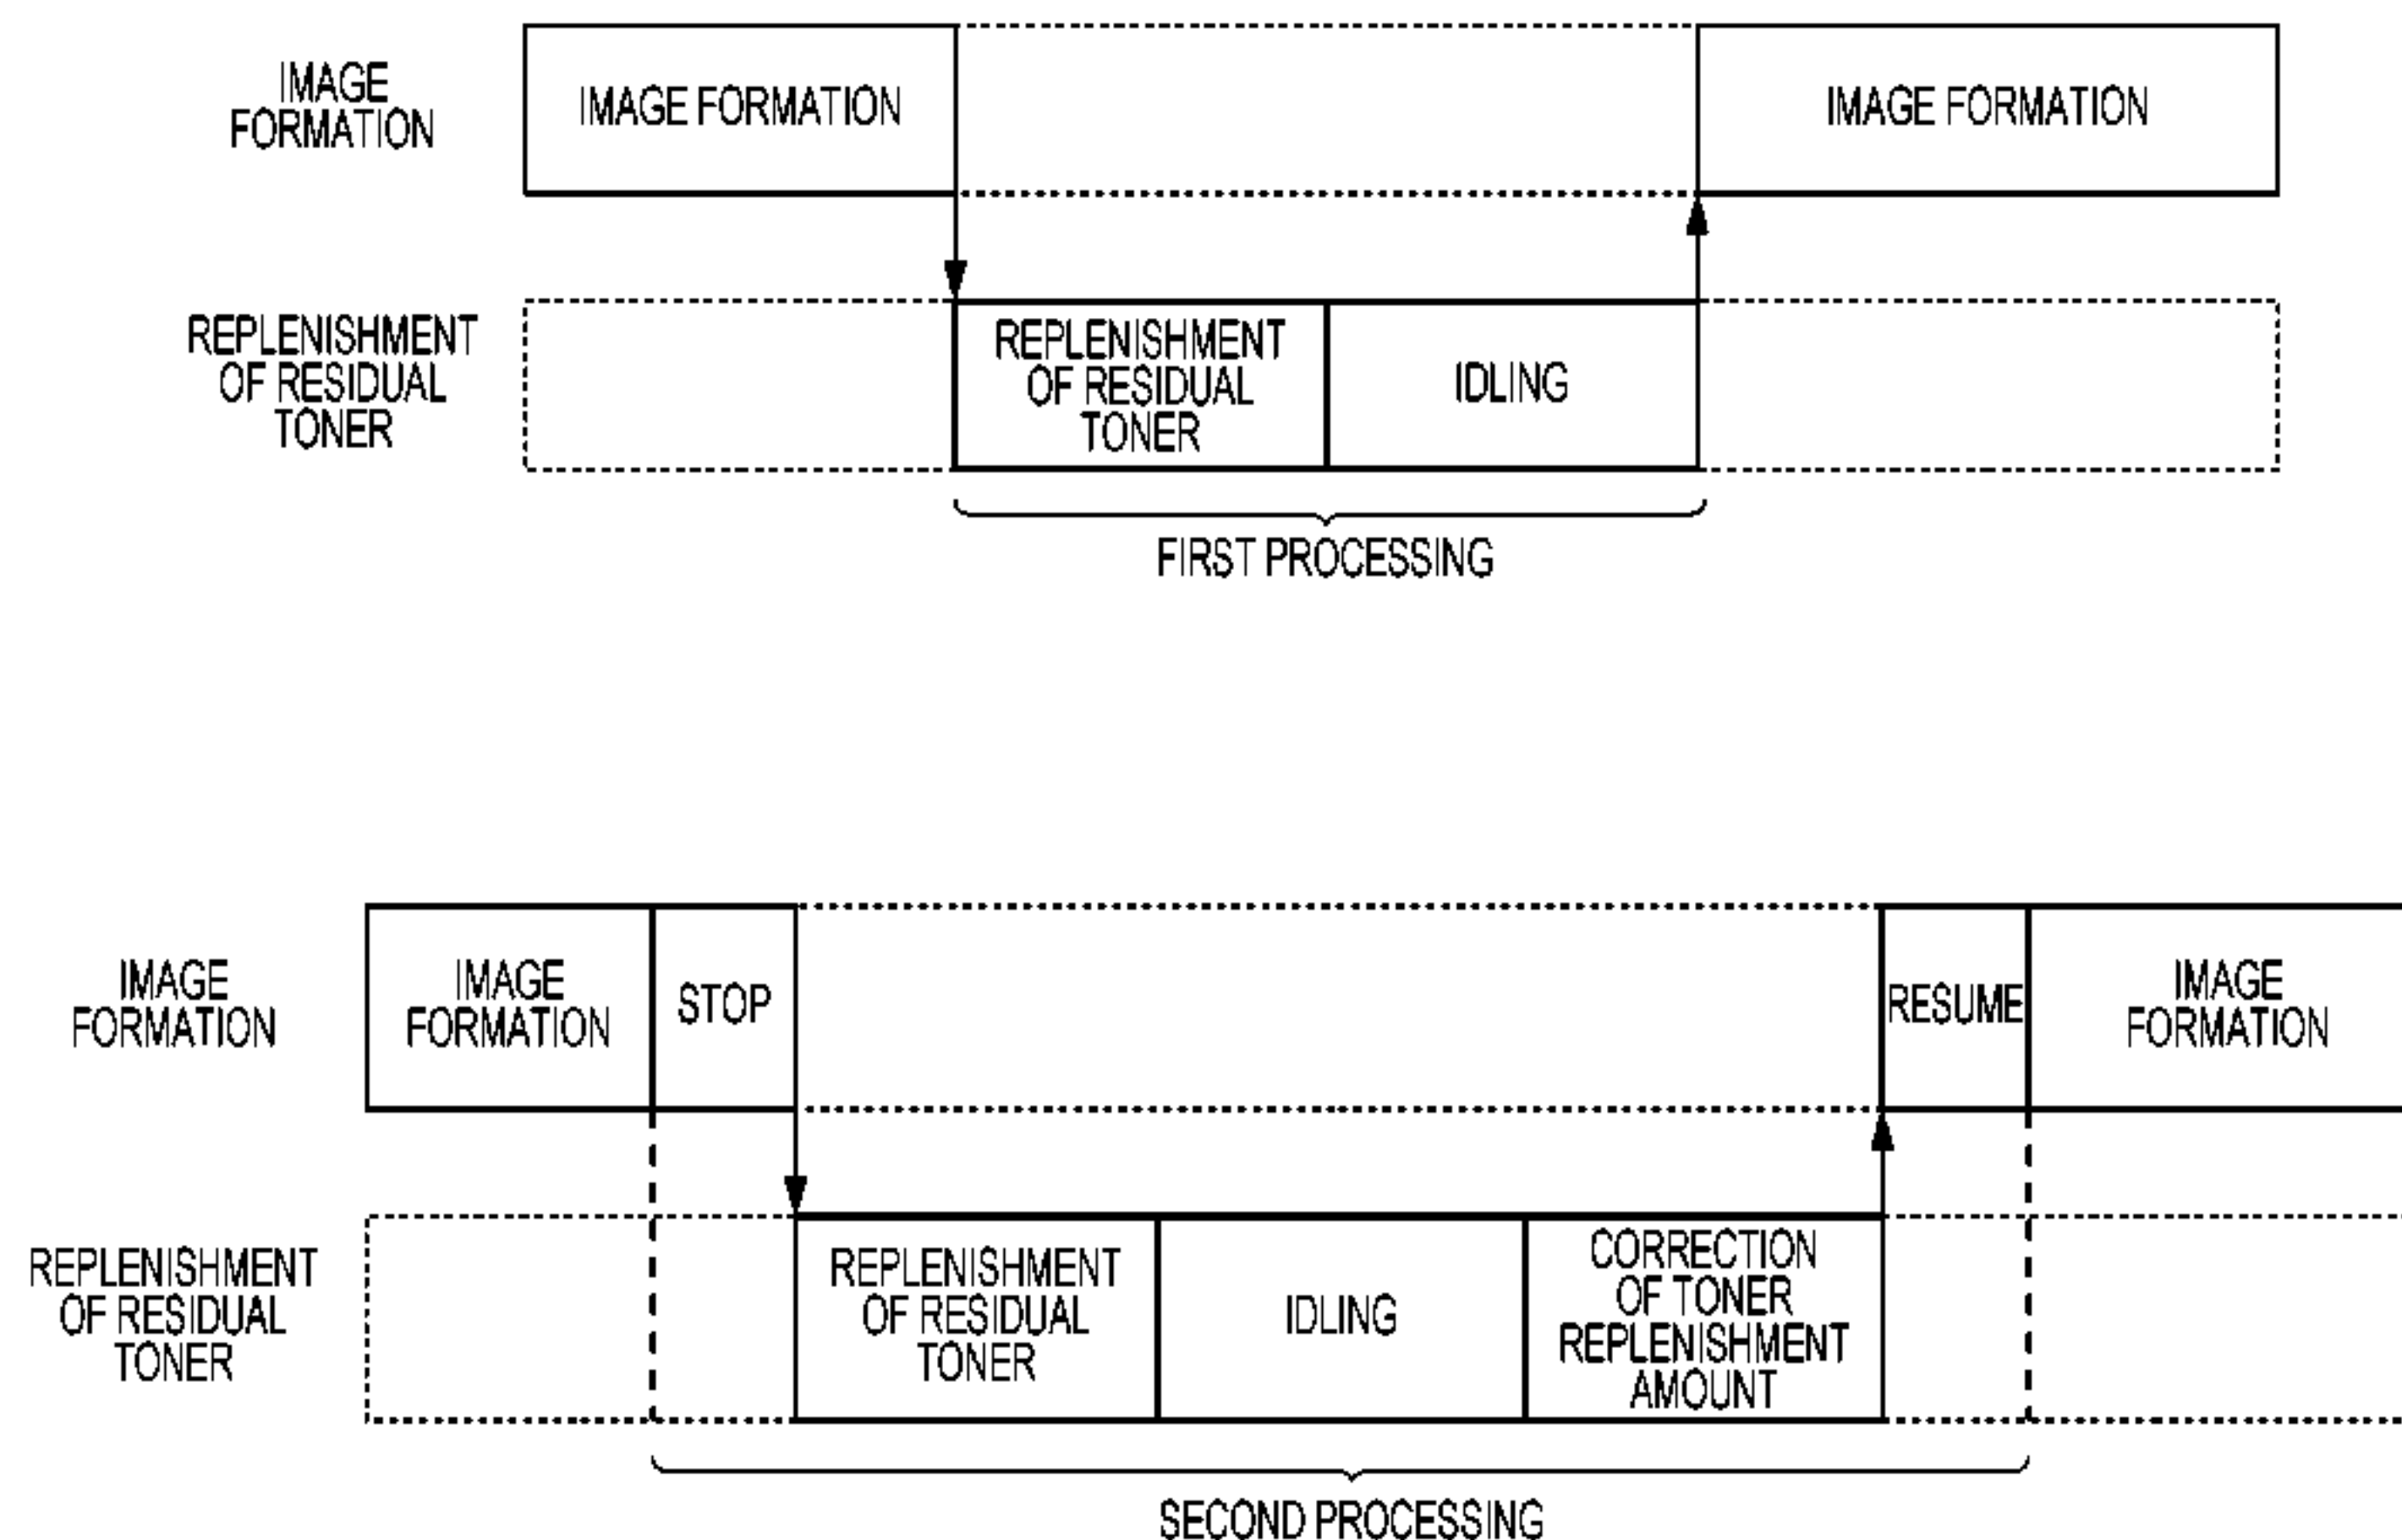 IMAGE
FORMATION
IMAGE FORMATION
IMAGE FORMATION
REPLENISHMENT
OF RESIDUAL
TONER
REPLENISHMENT
OF RESIDUAL
TONER
IDLING
FIRST PROCESSING
IMAGE
FORMATION
IMAGE
FORMATION
STOP
RESUME
IMAGE
FORMATION
REPLENISHMENT
OF RESIDUAL
TONER
REPLENISHMENT
OF RESIDUAL
TONER
IDLING
CORRECTION
OF TONER
REPLENISHMENT
AMOUNT
SECOND PROCESSING